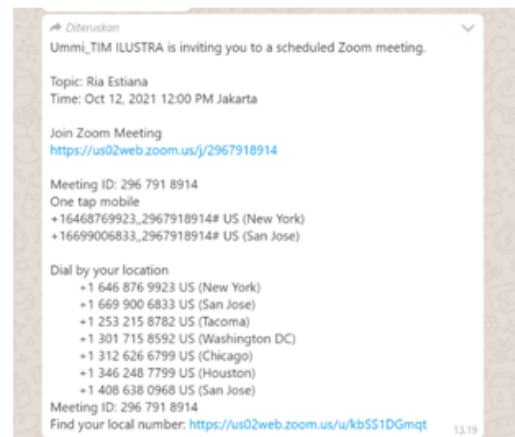 Diteruskan
Ummi_TIM ILUSTRA is inviting you to a scheduled Zoom meeting.
Topic: Ria Estiana
Time: Oct 12, 2021 12:00 PM Jakarta
Join Zoom Meeting
https://us02web.zoom.us/j/2967918914
Meeting ID: 296 791 8914
One tap mobile
+16468769923,,2967918914# US (New York)
+16699006833,,2967918914# US (San Jose)
Dial by your location
+1 646 876 9923 US (New York)
+1 669 900 6833 US (San Jose)
+1 253 215 8782 US (Tacoma)
+1 301 715 8592 US (Washington DC)
+1 312 626 6799 US (Chicago)
+1 346 248 7799 US (Houston)
+1 408 638 0968 US (San Jose)
Meeting ID: 296 791 8914
Find your local number: https://us02web.zoom.us/u/kbSS1DGmqt
13.19